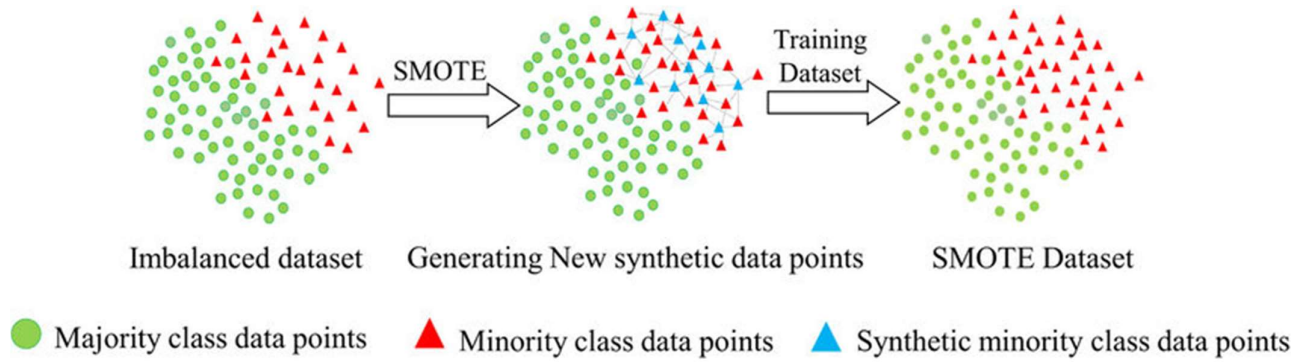 SMOTE
Training
Dataset
Imbalanced dataset
Generating New synthetic data points
SMOTE Dataset
Majority class data points
Minority class data points
Synthetic minority class data points